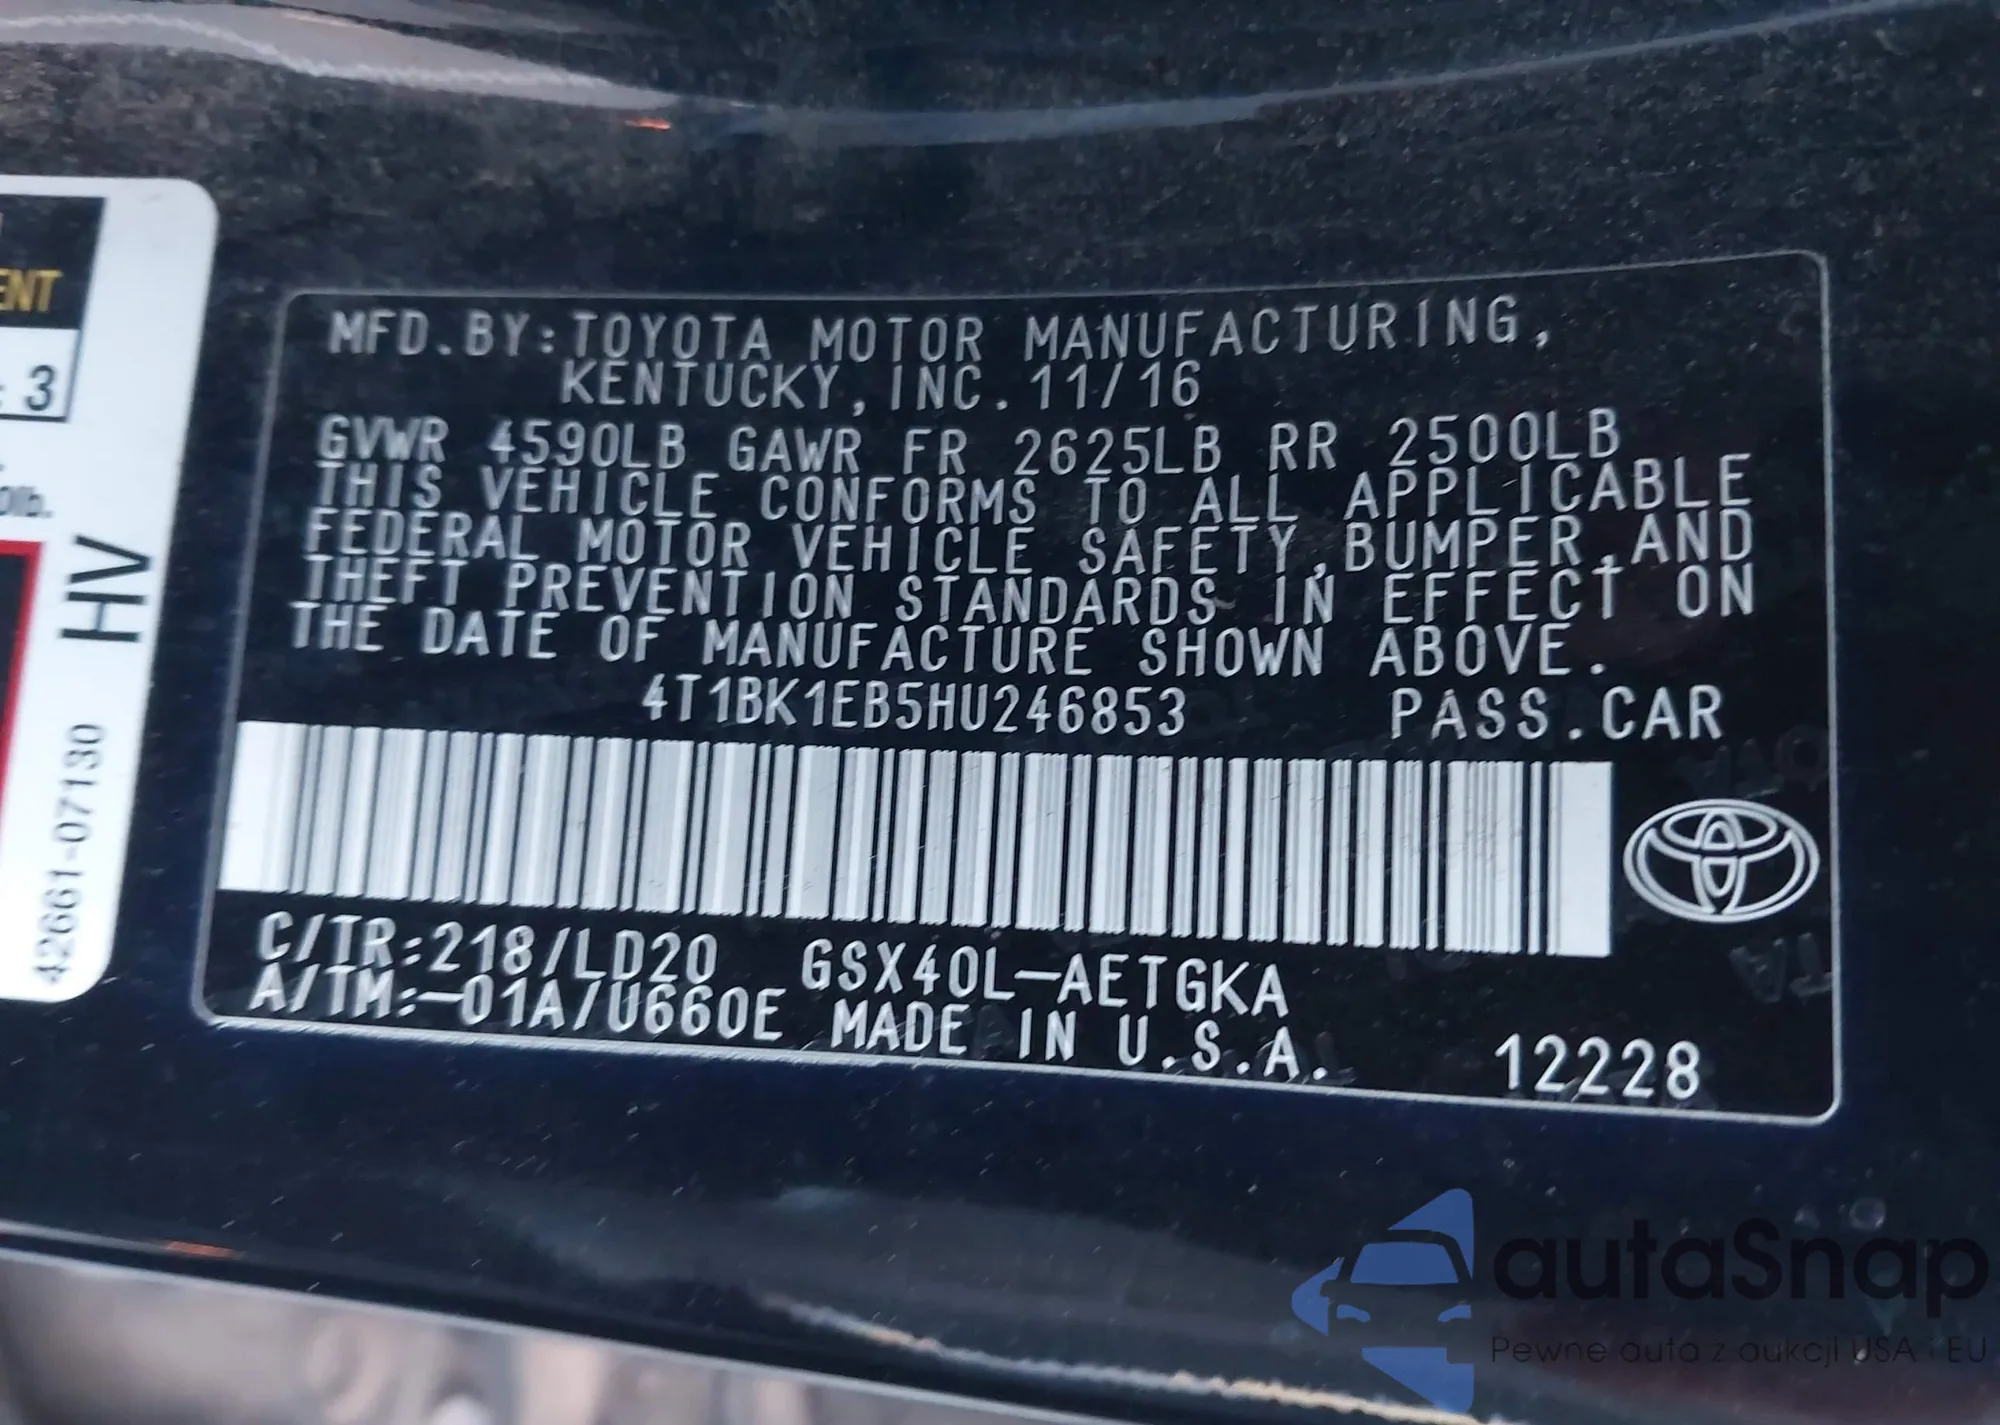 MFD.BY:TOYOTA MOTOR MANUFACTURING,
KENTUCKY, INC. 11/16
GVWR 4590LB GAWR FR 2625LB RR 2500LB
THIS VEHICLE CONFORMS TO ALL APPLICABLE
FEDERAL MOTOR VEHICLE SAFETY, BUMPER, AND
THEFT PREVENTION STANDARDS IN EFFECT ON
THE DATE OF MANUFACTURE SHOWN ABOVE.
4T1BK1EB5HU246853 PASS.CAR
C/TR:218/LD20 GSX40L-AETGKA
A/TM:-01A/U660E MADE IN U.S.A. 12228
ENT
: 3
0lb.
HV
42661-07130
autaSnap
Pewne auta z aukcji USA i EU